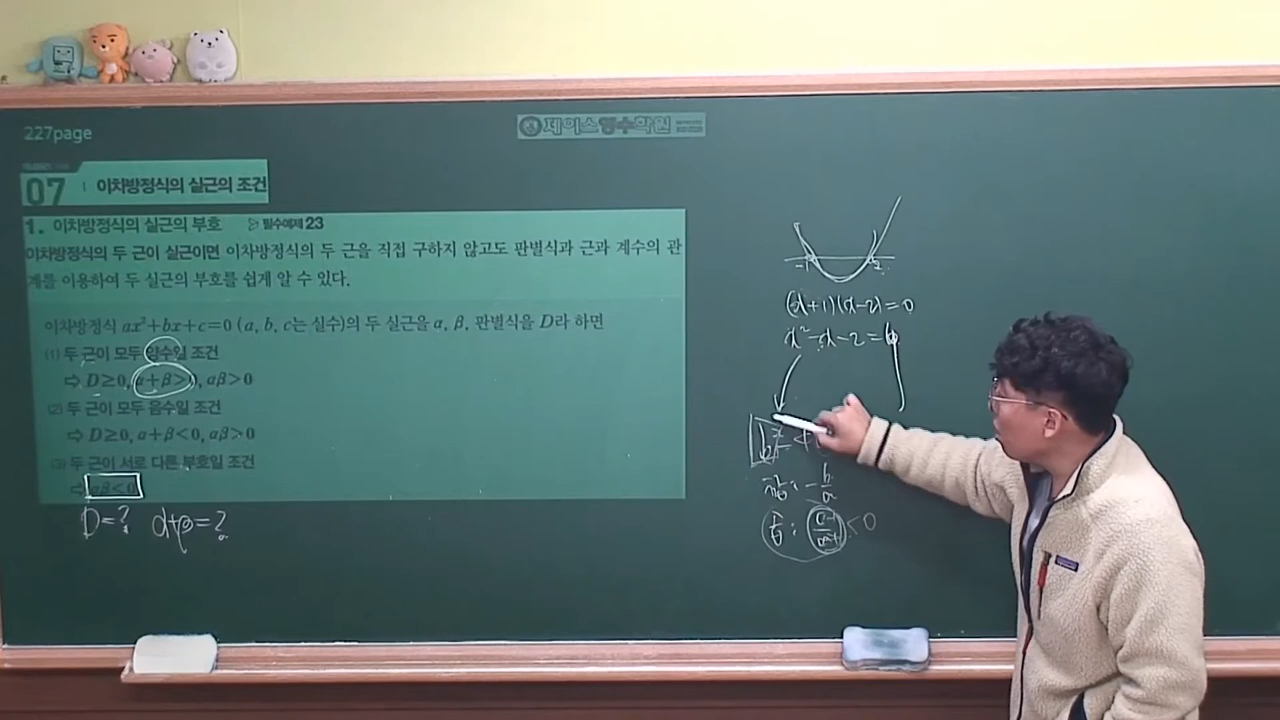 227page
제이스영수학원
07 이차방정식의 실근의 조건
1. 이차방정식의 실근의 부호 필수예제 23
이차방정식의 두 근이 실근이면 이차방정식의 두 근을 직접 구하지 않고도 판별식과 근과 계수의 관
계를 이용하여 두 실근의 부호를 쉽게 알 수 있다.
이차방정식 ax²+bx+c=0 (a, b, c는 실수)의 두 실근을 α, β, 판별식을 D라 하면
(1) 두 근이 모두 양수일 조건
⇨ D≥0, α+β>0, αβ>0
(2) 두 근이 모두 음수일 조건
⇨ D≥0, α+β<0, αβ>0
(3) 두 근이 서로 다른 부호일 조건
⇨ αβ<0
D=? α+β=?
-1 2
(x+1)(x-2)=0
x²-x-2=0
합: -b/a
곱: <0